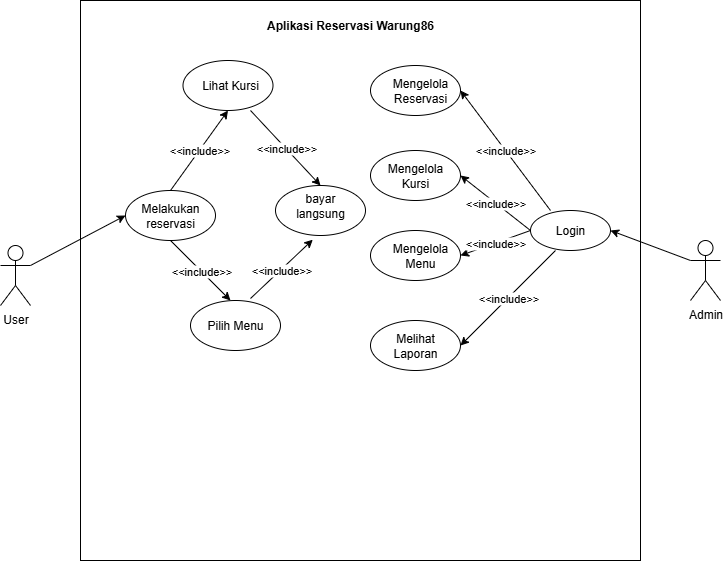 Aplikasi Reservasi Warung86
Lihat Kursi
<<include>>
<<include>>
Melakukan
reservasi
bayar
langsung
<<include>>
<<include>>
Pilih Menu
User
Mengelola
Reservasi
<<include>>
Mengelola
Kursi
<<include>>
Login
Mengelola
Menu
<<include>>
<<include>>
Melihat
Laporan
Admin